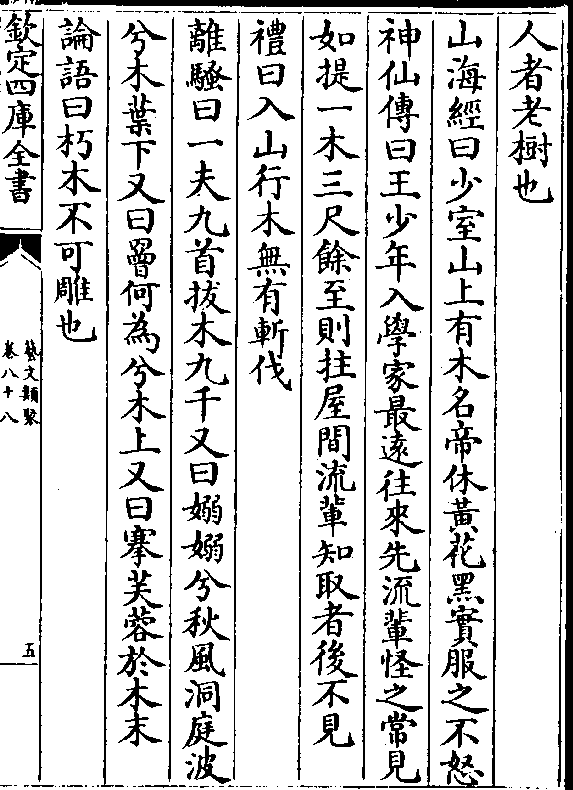 人者老樹也
山海經曰少室山上有木名帝休黃花黑實服之不怒
神仙傳曰王少年入學家最遠往來先流輩怪之常見
如提一木三尺餘至則拄屋間流輩知取者後不見
禮曰入山行木無有斬伐
離騷曰一夫九首拔木九千又曰嫋嫋兮秋風洞庭波
兮木葉下又曰罾何為兮木上又曰搴芙蓉於木末
論語曰朽木不可雕也
欽定四庫全書
藝文類聚
卷八十八
五